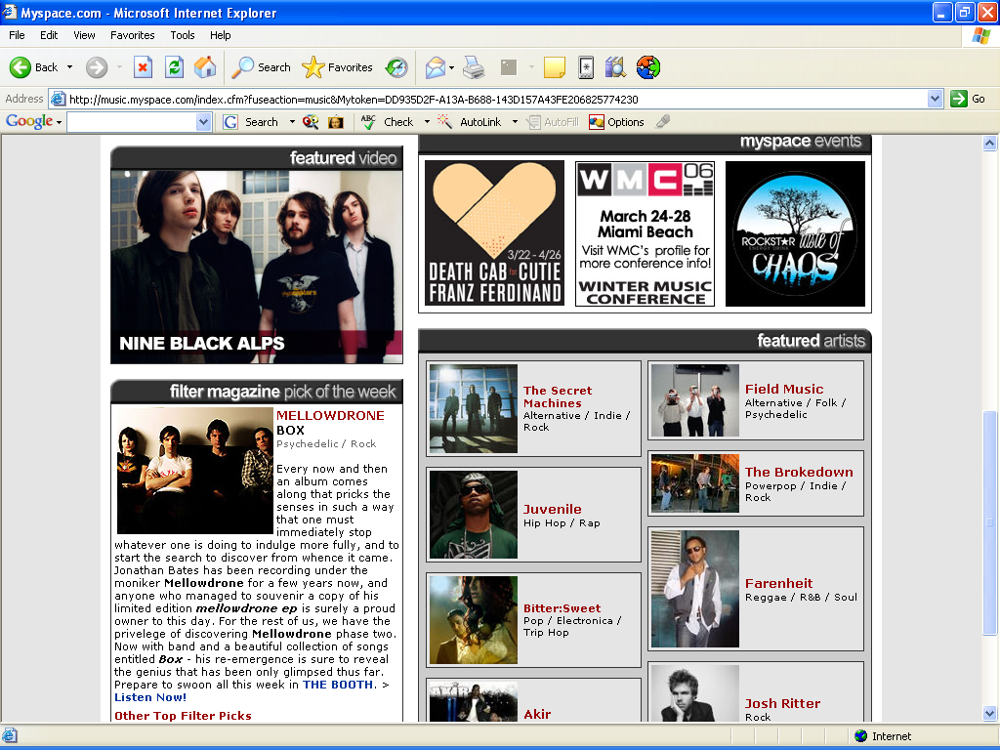 Myspace.com - Microsoft Internet Explorer
File Edit View Favorites Tools Help
Back Search Favorites
Address http://music.myspace.com/index.cfm?fuseaction=music&Mytoken=DD935D2F-A13A-B688-143D157A43FE206825774230 Go
Google Search ABC Check AutoLink AutoFill Options
featured video
NINE BLACK ALPS
filter magazine pick of the week
MELLOWDRONE
BOX
Psychedelic / Rock
Every now and then
an album comes
along that pricks the
senses in such a way
that one must
immediately stop
whatever one is doing to indulge more fully, and to
start the search to discover from whence it came.
Jonathan Bates has been recording under the
moniker Mellowdrone for a few years now, and
anyone who managed to souvenir a copy of his
limited edition mellowdrone ep is surely a proud
owner to this day. For the rest of us, we have the
privelege of discovering Mellowdrone phase two.
Now with band and a beautiful collection of songs
entitled Box - his re-emergence is sure to reveal
the genius that has been only glimpsed thus far.
Prepare to swoon all this week in THE BOOTH. >
Listen Now!
Other Top Filter Picks
myspace events
3/22 - 4/26
DEATH CAB for CUTIE
FRANZ FERDINAND
WMC 06
March 24-28
Miami Beach
Visit WMC's profile for
more conference info!
WINTER MUSIC
CONFERENCE
ROCKSTAR taste of
ENERGY DRINK
CHAOS
featured artists
The Secret
Machines
Alternative / Indie /
Rock
Field Music
Alternative / Folk /
Psychedelic
Juvenile
Hip Hop / Rap
The Brokedown
Powerpop / Indie /
Rock
Bitter:Sweet
Pop / Electronica /
Trip Hop
Farenheit
Reggae / R&B / Soul
AKIR
Akir
Josh Ritter
Rock
Internet